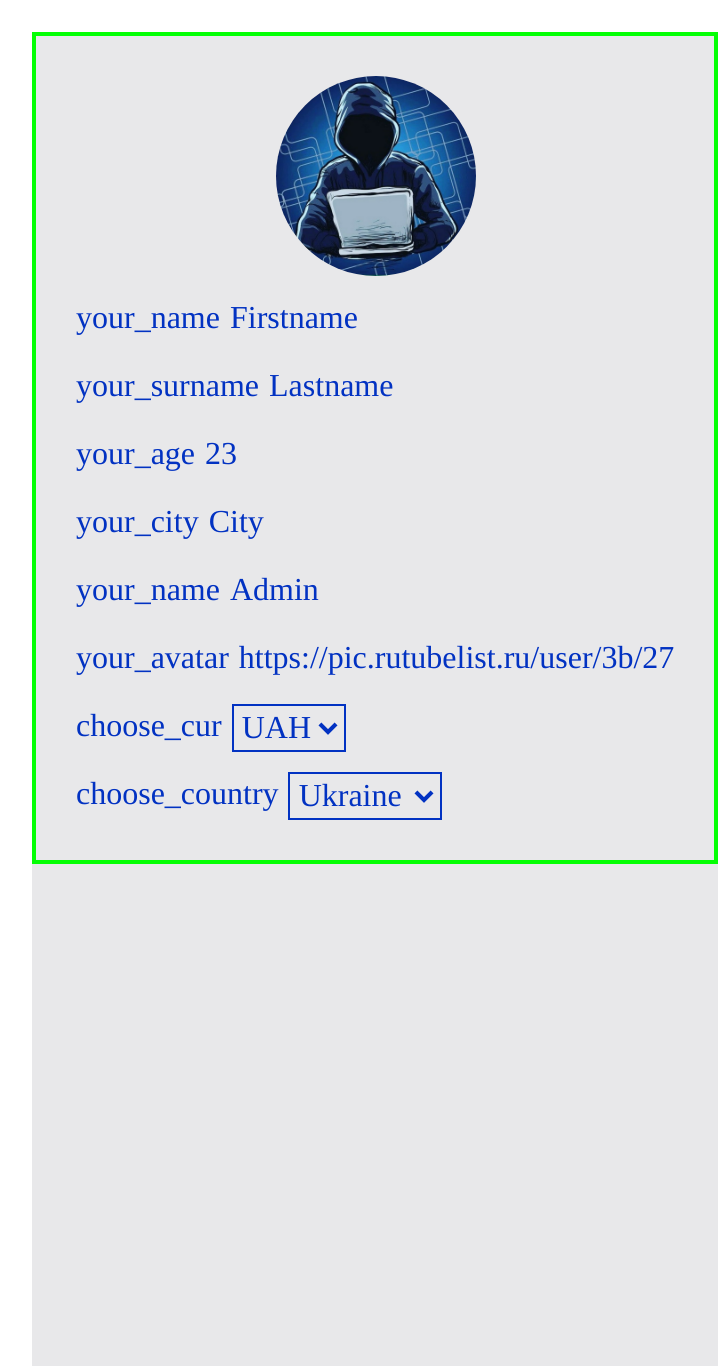 your_name Firstname
your_surname Lastname
your_age 23
your_city City
your_name Admin
your_avatar https://pic.rutubelist.ru/user/3b/27
choose_cur UAH
choose_country Ukraine